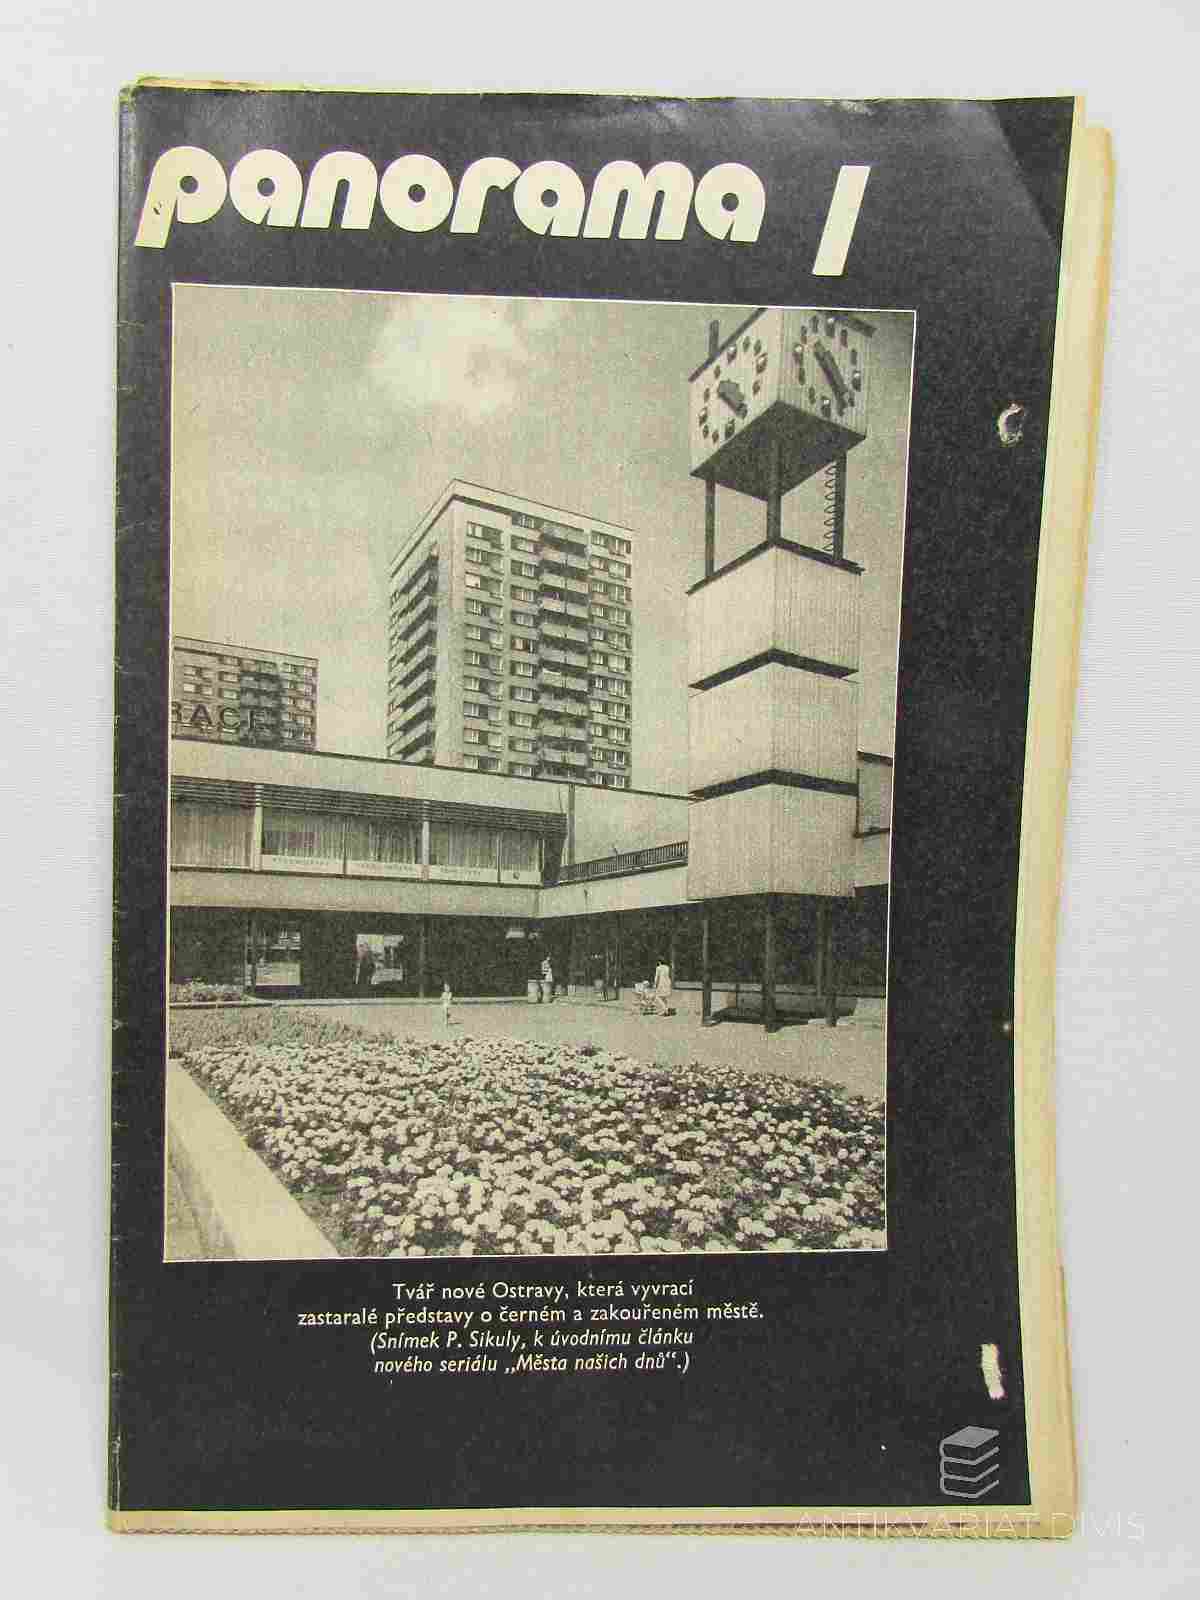 panorama 1
RACE
Tvář nové Ostravy, která vyvrací
zastaralé představy o černém a zakouřeném městě.
(Snímek P. Sikuly, k úvodnímu článku
nového seriálu „Města našich dnů“.)
ANTIKVARIAT DIVIS